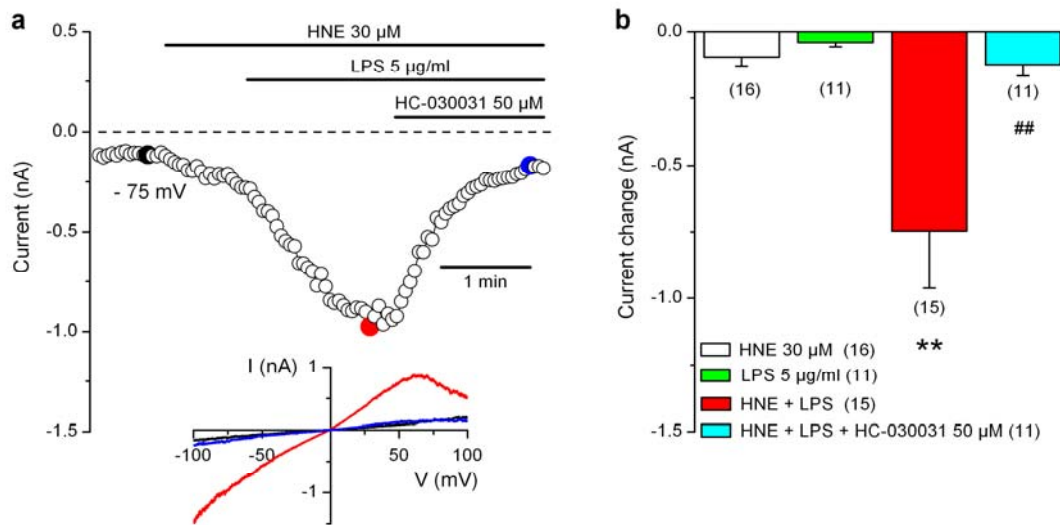 a
0.5
0.0
-0.5
-1.0
-1.5
Current (nA)
HNE 30 µM
LPS 5 µg/ml
HC-030031 50 µM
- 75 mV
1 min
I (nA)
1
-100
-50
50
100
V (mV)
-1
b
0.0
-0.5
-1.0
-1.5
Current change (nA)
(16)
(11)
(15)
(11)
##
**
HNE 30 µM (16)
LPS 5 µg/ml (11)
HNE + LPS (15)
HNE + LPS + HC-030031 50 µM (11)